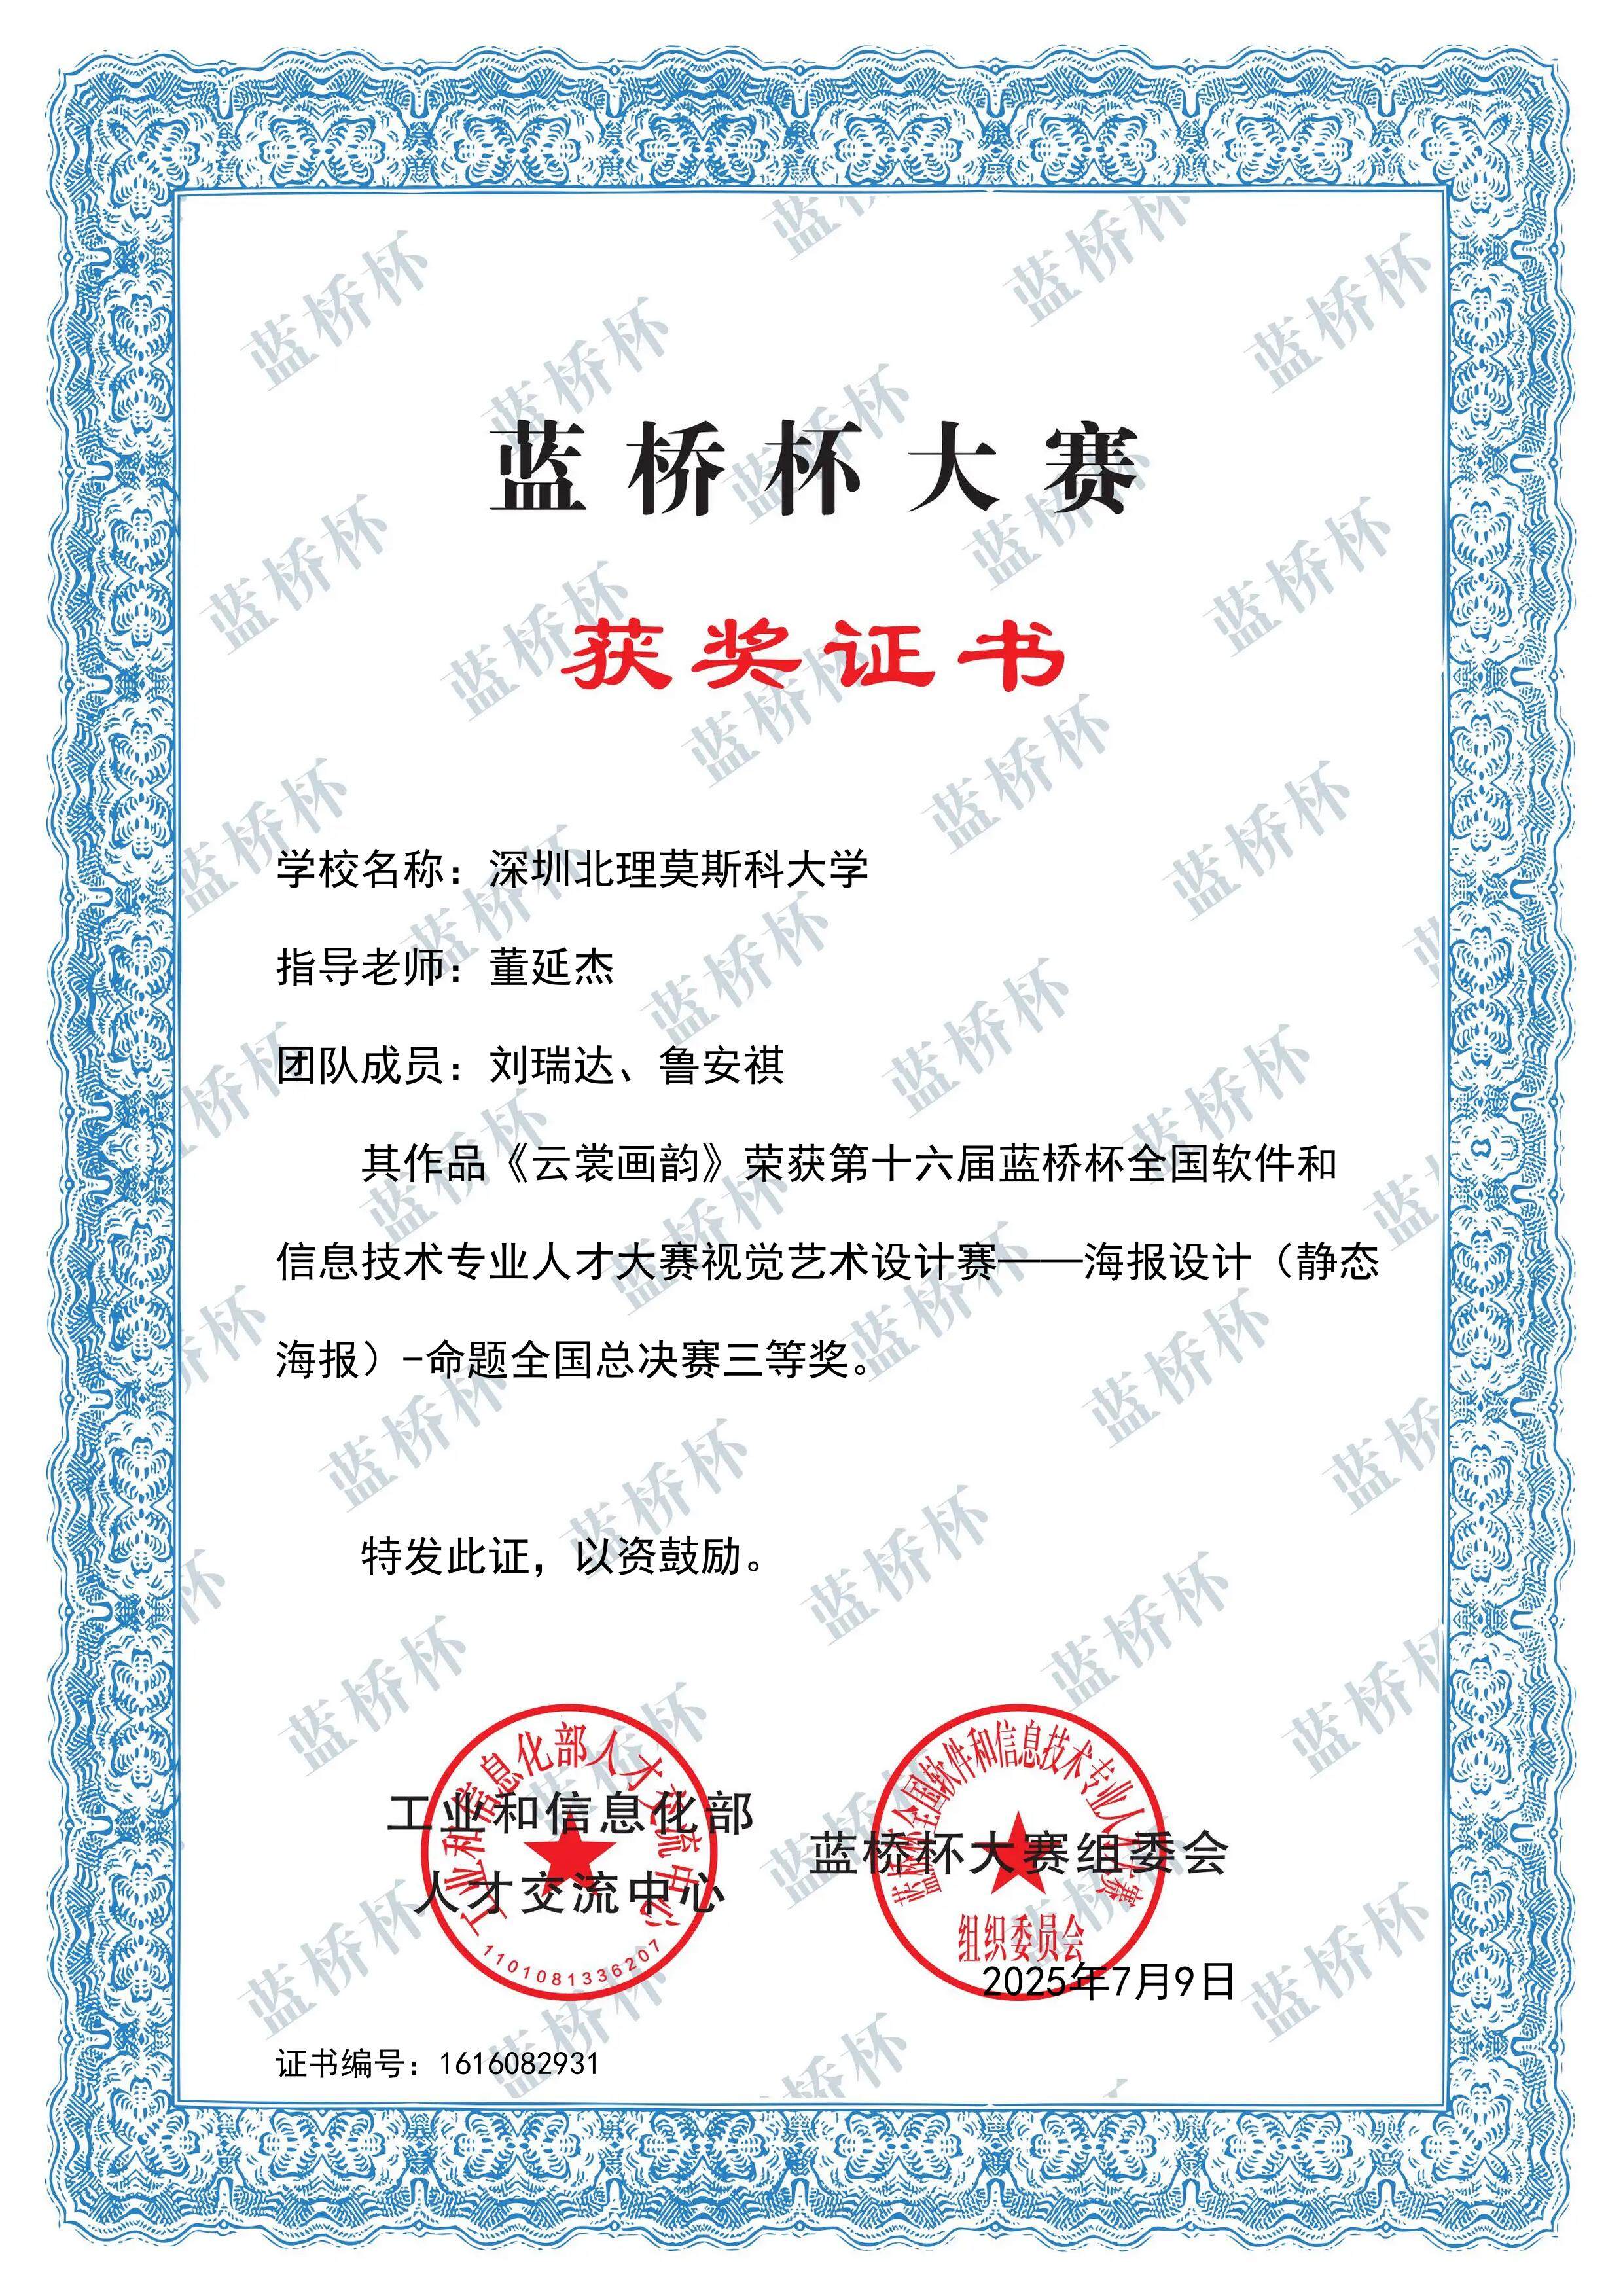 蓝桥杯大赛
获奖证书
学校名称：深圳北理莫斯科大学
指导老师：董延杰
团队成员：刘瑞达、鲁安祺
其作品《云裳画韵》荣获第十六届蓝桥杯全国软件和
信息技术专业人才大赛视觉艺术设计赛——海报设计（静态
海报）-命题全国总决赛三等奖。
特发此证，以资鼓励。
工业和信息化部
人才交流中心
工业和信息化部人才交流中心
1101081336207
蓝桥杯大赛组委会
蓝桥杯全国软件和信息技术专业人才大赛
组织委员会
2025年7月9日
证书编号：1616082931
蓝桥杯